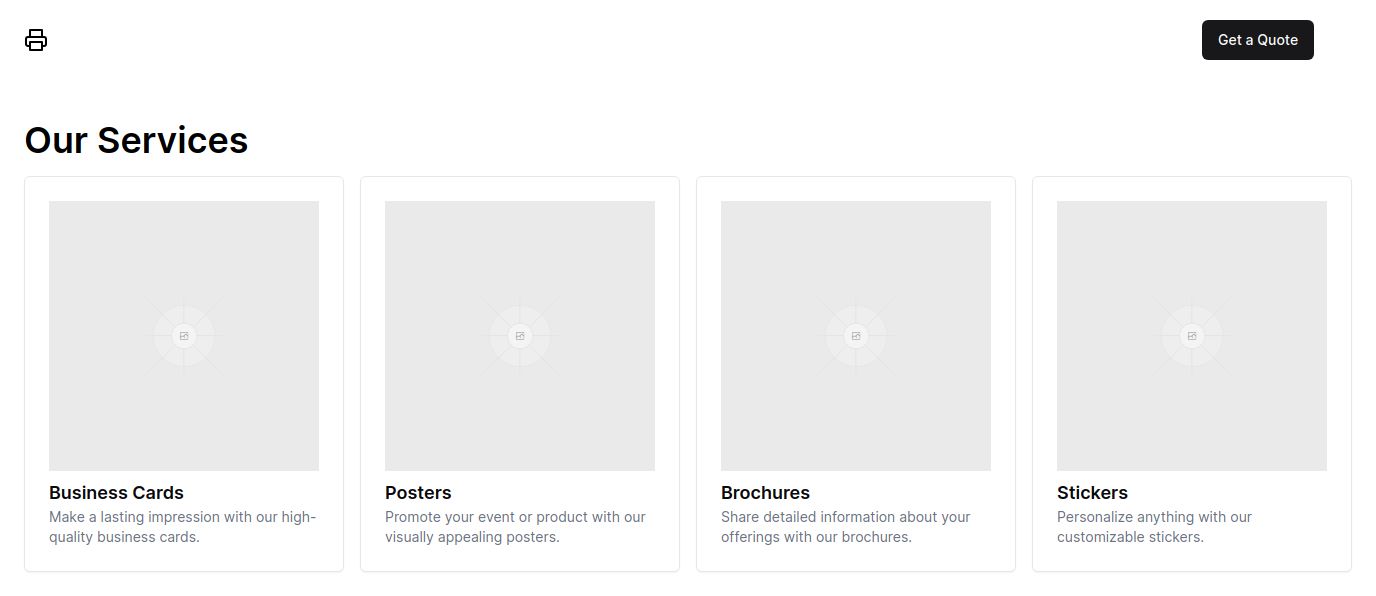 Get a Quote
Our Services
Business Cards
Make a lasting impression with our high-
quality business cards.
Posters
Promote your event or product with our
visually appealing posters.
Brochures
Share detailed information about your
offerings with our brochures.
Stickers
Personalize anything with our
customizable stickers.